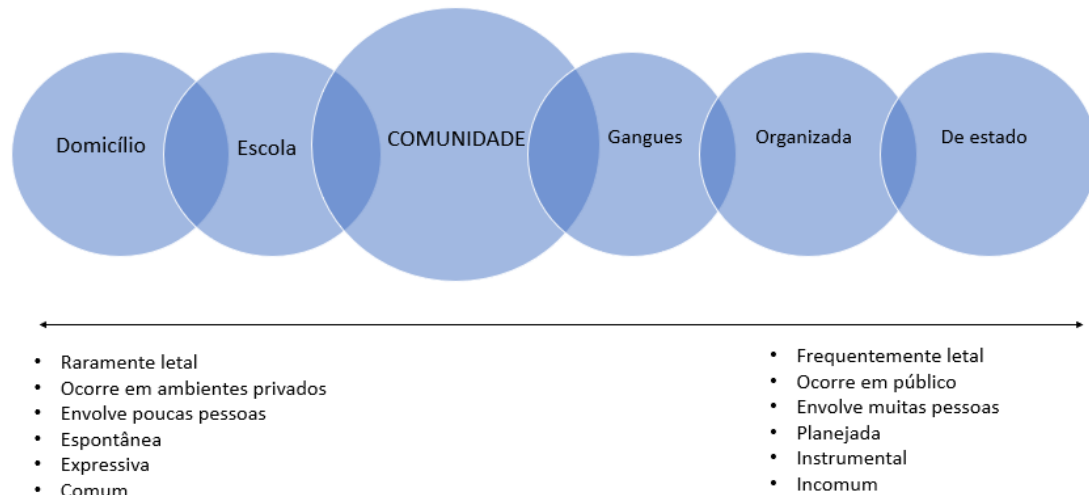 Domicílio
Escola
COMUNIDADE
Gangues
Organizada
De estado
• Raramente letal
• Ocorre em ambientes privados
• Envolve poucas pessoas
• Espontânea
• Expressiva
• Comum
• Frequentemente letal
• Ocorre em público
• Envolve muitas pessoas
• Planejada
• Instrumental
• Incomum